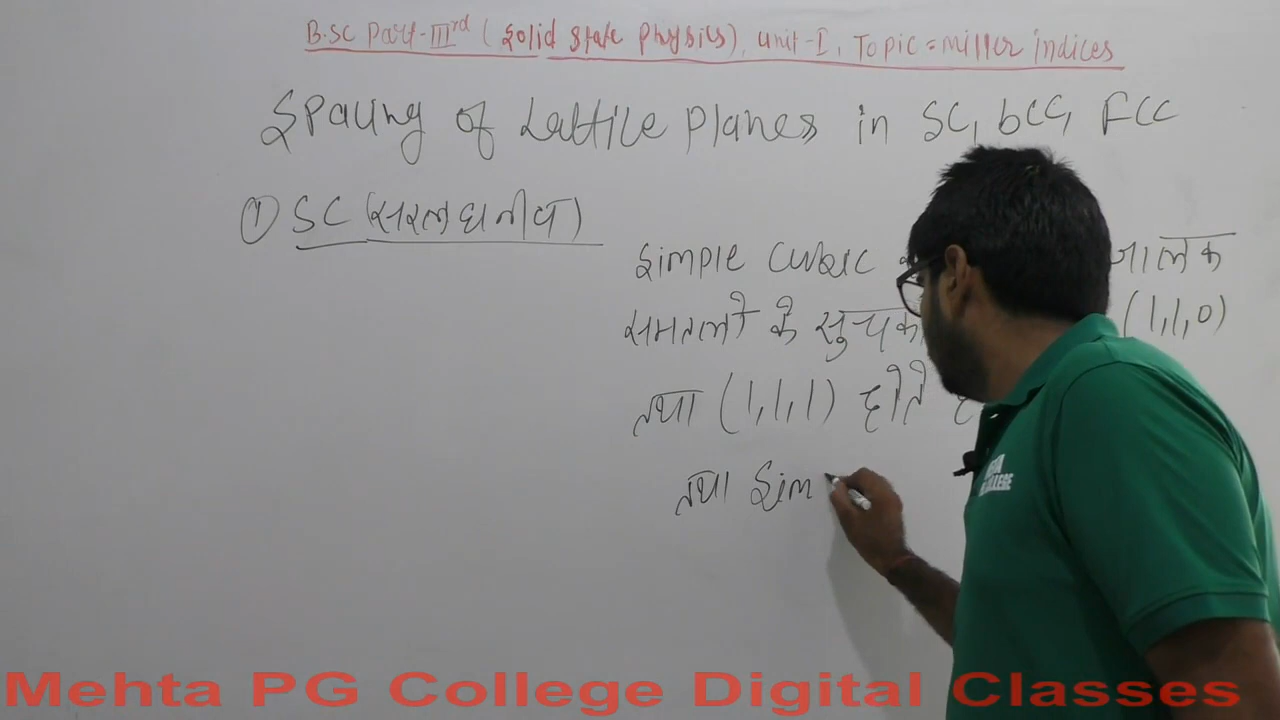 B.SC Part-IIIrd (Solid state physics), unit-I, Topic = miller indices
Spacing of Lattice Planes in SC, bCC, FCC
① SC (सरल घनीय)
Simple Cubic जालक
समतलों के सुचक (1,1,0)
तथा (1,1,1) होते
तथा Sim
COLLEGE
Mehta PG College Digital Classes